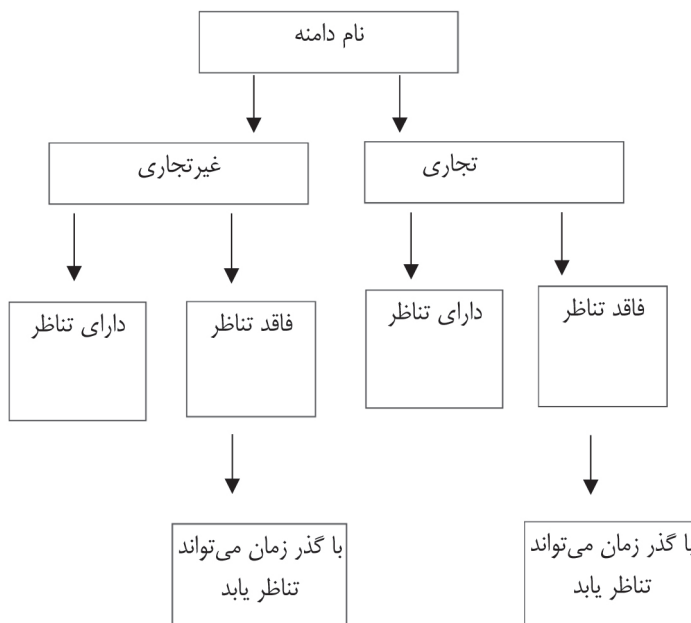 نام دامنه
تجاری
غیرتجاری
فاقد تناظر
دارای تناظر
فاقد تناظر
دارای تناظر
با گذر زمان می‌تواند
تناظر یابد
با گذر زمان می‌تواند
تناظر یابد